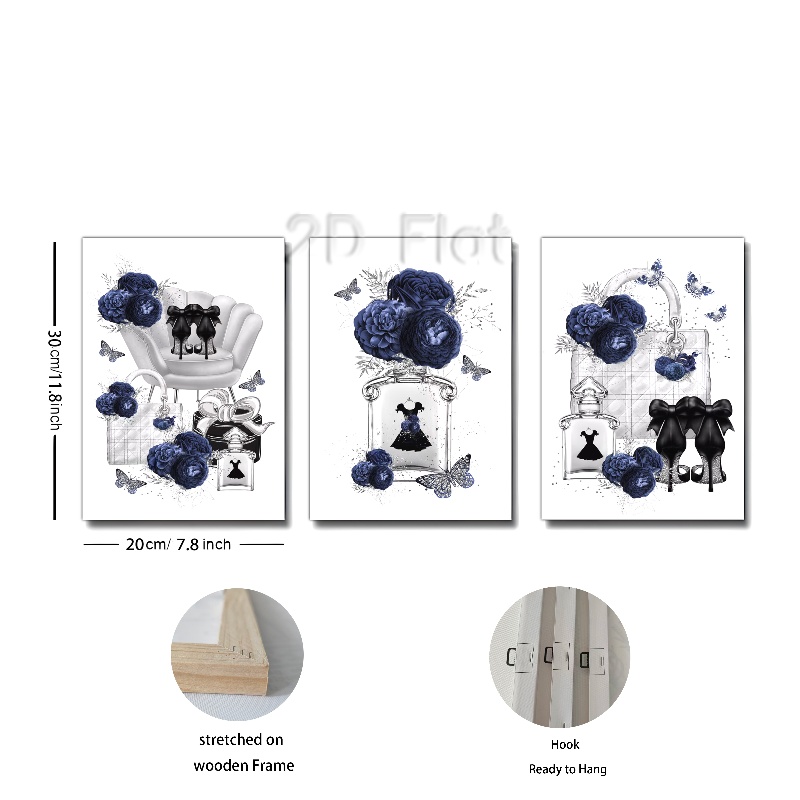 2D Flat
30cm/11.8inch
20cm/ 7.8 inch
stretched on
wooden Frame
Hook
Ready to Hang